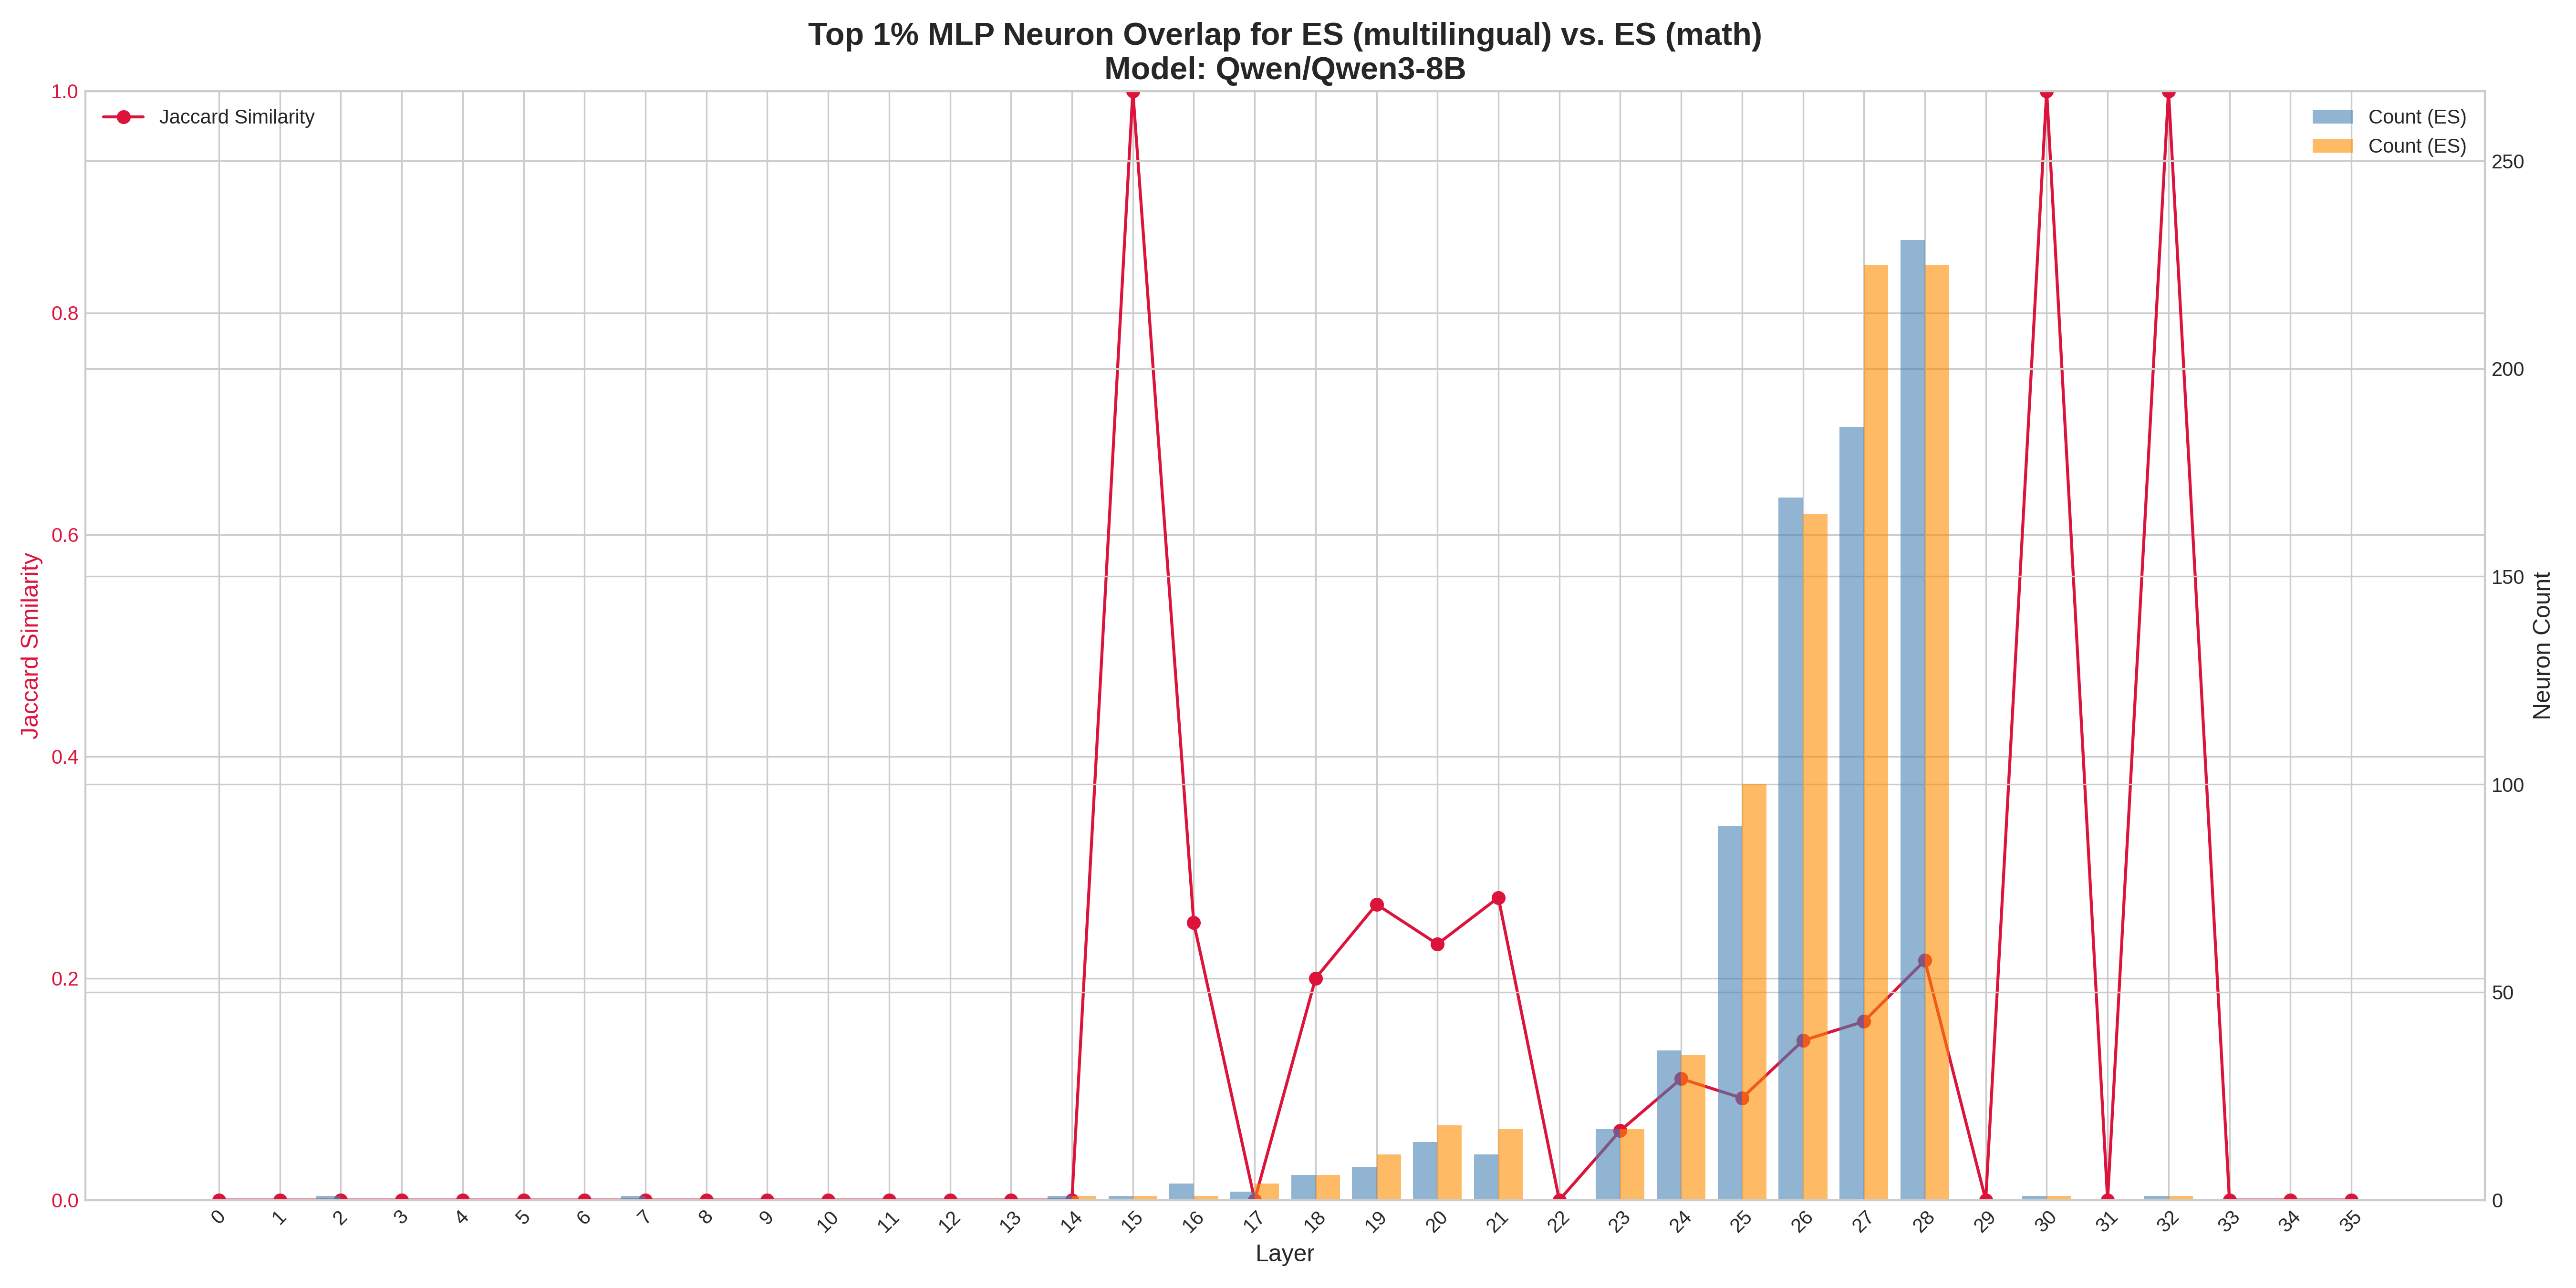 Top 1% MLP Neuron Overlap for ES (multilingual) vs. ES (math)
Model: Qwen/Qwen3-8B
Jaccard Similarity
Count (ES)
Count (ES)
1.0
0.8
0.6
0.4
0.2
0.0
Jaccard Similarity
250
200
150
100
50
0
Neuron Count
0 1 2 3 4 5 6 7 8 9 10 11 12 13 14 15 16 17 18 19 20 21 22 23 24 25 26 27 28 29 30 31 32 33 34 35
Layer